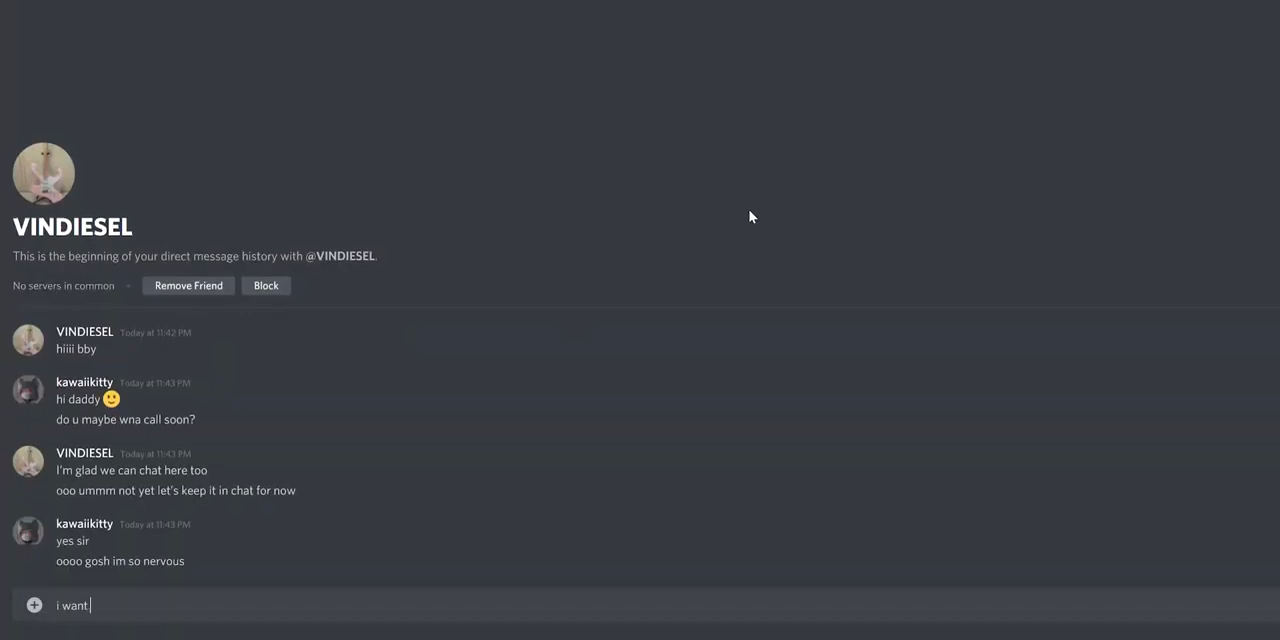 VINDIESEL
This is the beginning of your direct message history with @VINDIESEL.
No servers in common
Remove Friend
Block
VINDIESEL Today at 11:42 PM
hiiii bby
kawaiikitty Today at 11:43 PM
hi daddy 🙂
do u maybe wna call soon?
VINDIESEL Today at 11:43 PM
I'm glad we can chat here too
ooo ummm not yet let's keep it in chat for now
kawaiikitty Today at 11:43 PM
yes sir
oooo gosh im so nervous
i want